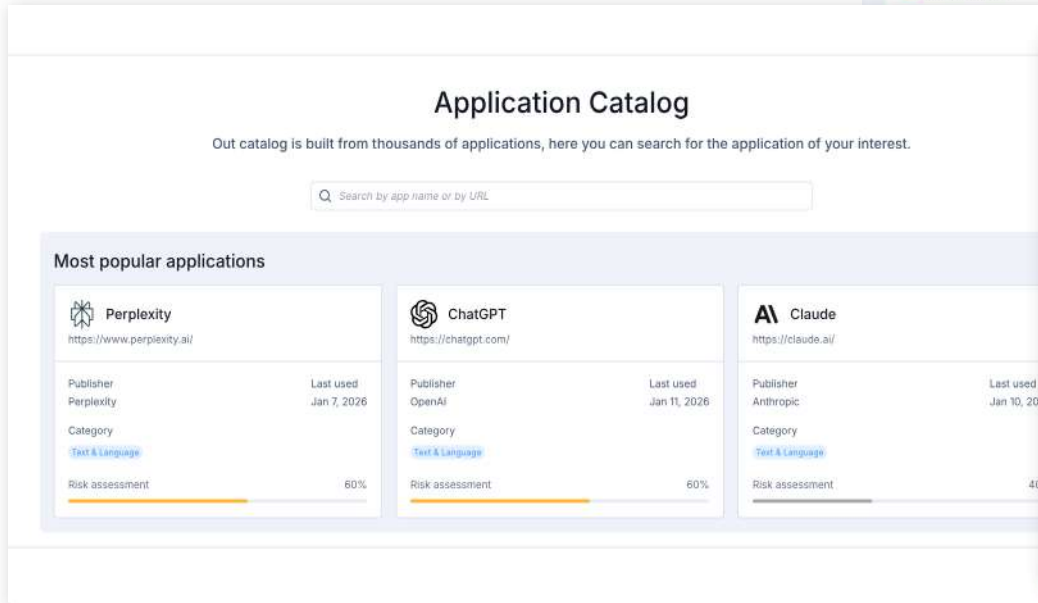 Application Catalog
Out catalog is built from thousands of applications, here you can search for the application of your interest.
Search by app name or by URL
Most popular applications
Perplexity
https://www.perplexity.ai/
Publisher
Last used
Perplexity
Jan 7, 2026
Category
Text & Language
Risk assessment
60%
ChatGPT
https://chatgpt.com/
Publisher
Last used
OpenAI
Jan 11, 2026
Category
Text & Language
Risk assessment
60%
Claude
https://claude.ai/
Publisher
Last used
Anthropic
Jan 10, 20
Category
Text & Language
Risk assessment
40